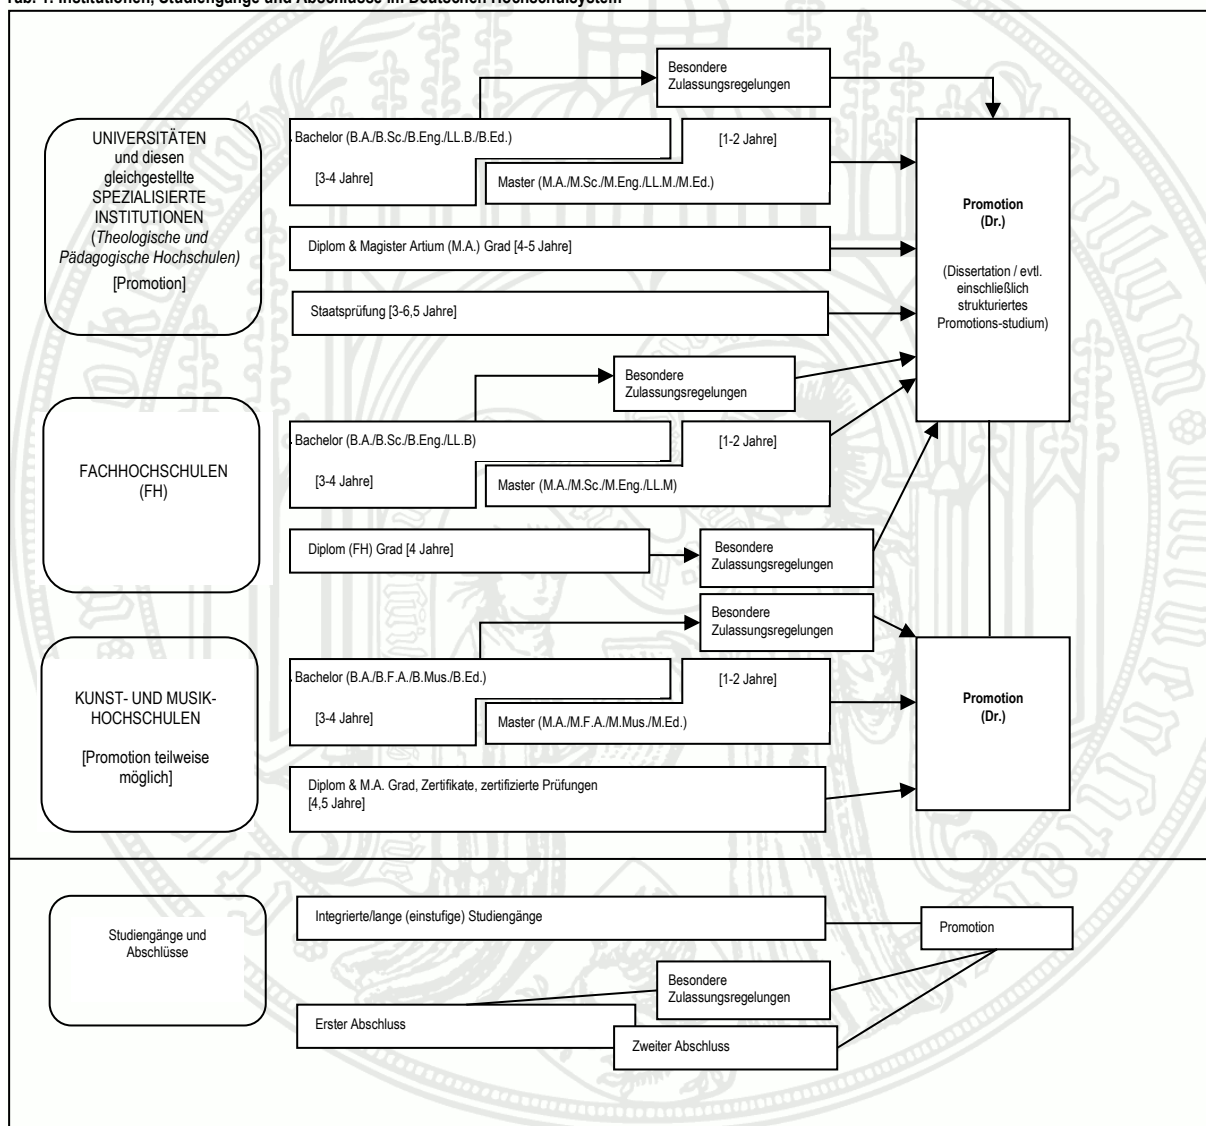 Tab. 1: Institutionen, Studiengänge und Abschlüsse im Deutschen Hochschulsystem
Besondere
Zulassungsregelungen
UNIVERSITÄTEN
und diesen
gleichgestellte
SPEZIALISIERTE
INSTITUTIONEN
(Theologische und
Pädagogische Hochschulen)
[Promotion]
Bachelor (B.A./B.Sc./B.Eng./LL.B./B.Ed.)
[3-4 Jahre]
[1-2 Jahre]
Master (M.A./M.Sc./M.Eng./LL.M./M.Ed.)
Diplom & Magister Artium (M.A.) Grad [4-5 Jahre]
Staatsprüfung [3-6,5 Jahre]
Promotion
(Dr.)
(Dissertation / evtl.
einschließlich
strukturiertes
Promotions-studium)
Besondere
Zulassungsregelungen
FACHHOCHSCHULEN
(FH)
Bachelor (B.A./B.Sc./B.Eng./LL.B)
[3-4 Jahre]
[1-2 Jahre]
Master (M.A./M.Sc./M.Eng./LL.M)
Diplom (FH) Grad [4 Jahre]
Besondere
Zulassungsregelungen
Besondere
Zulassungsregelungen
KUNST- UND MUSIK-
HOCHSCHULEN
[Promotion teilweise
möglich]
Bachelor (B.A./B.F.A./B.Mus./B.Ed.)
[3-4 Jahre]
[1-2 Jahre]
Master (M.A./M.F.A./M.Mus./M.Ed.)
Diplom & M.A. Grad, Zertifikate, zertifizierte Prüfungen
[4,5 Jahre]
Promotion
(Dr.)
Studiengänge und
Abschlüsse
Integrierte/lange (einstufige) Studiengänge
Promotion
Besondere
Zulassungsregelungen
Erster Abschluss
Zweiter Abschluss